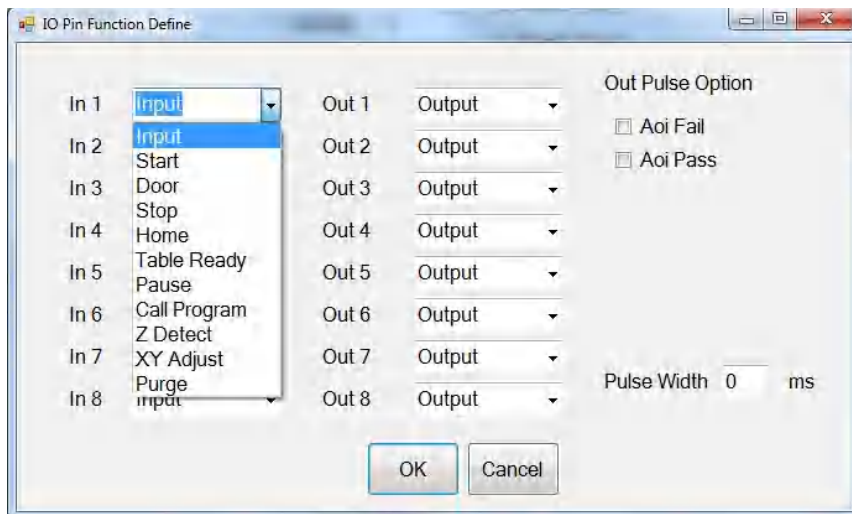 IO Pin Function Define
In 1 Input Out 1 Output
Out Pulse Option
Aoi Fail
Aoi Pass
In 2 Out 2 Output
In 3 Out 3 Output
In 4 Out 4 Output
In 5 Out 5 Output
In 6 Out 6 Output
In 7 Out 7 Output
In 8 Input Out 8 Output
Input
Start
Door
Stop
Home
Table Ready
Pause
Call Program
Z Detect
XY Adjust
Purge
Pulse Width 0 ms
OK Cancel